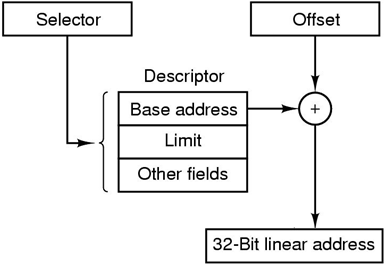 Selector
Offset
Descriptor
Base address
+
Limit
Other fields
32-Bit linear address